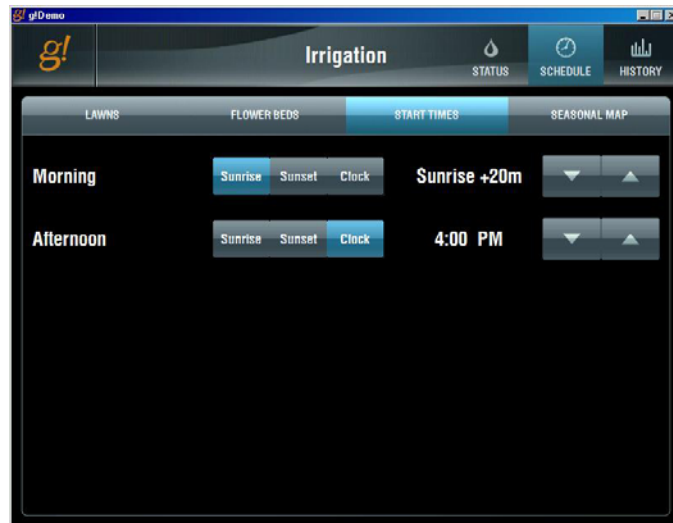 g! g!Demo
g! Irrigation STATUS SCHEDULE HISTORY
LAWNS FLOWER BEDS START TIMES SEASONAL MAP
Morning Sunrise Sunset Clock Sunrise +20m
Afternoon Sunrise Sunset Clock 4:00 PM